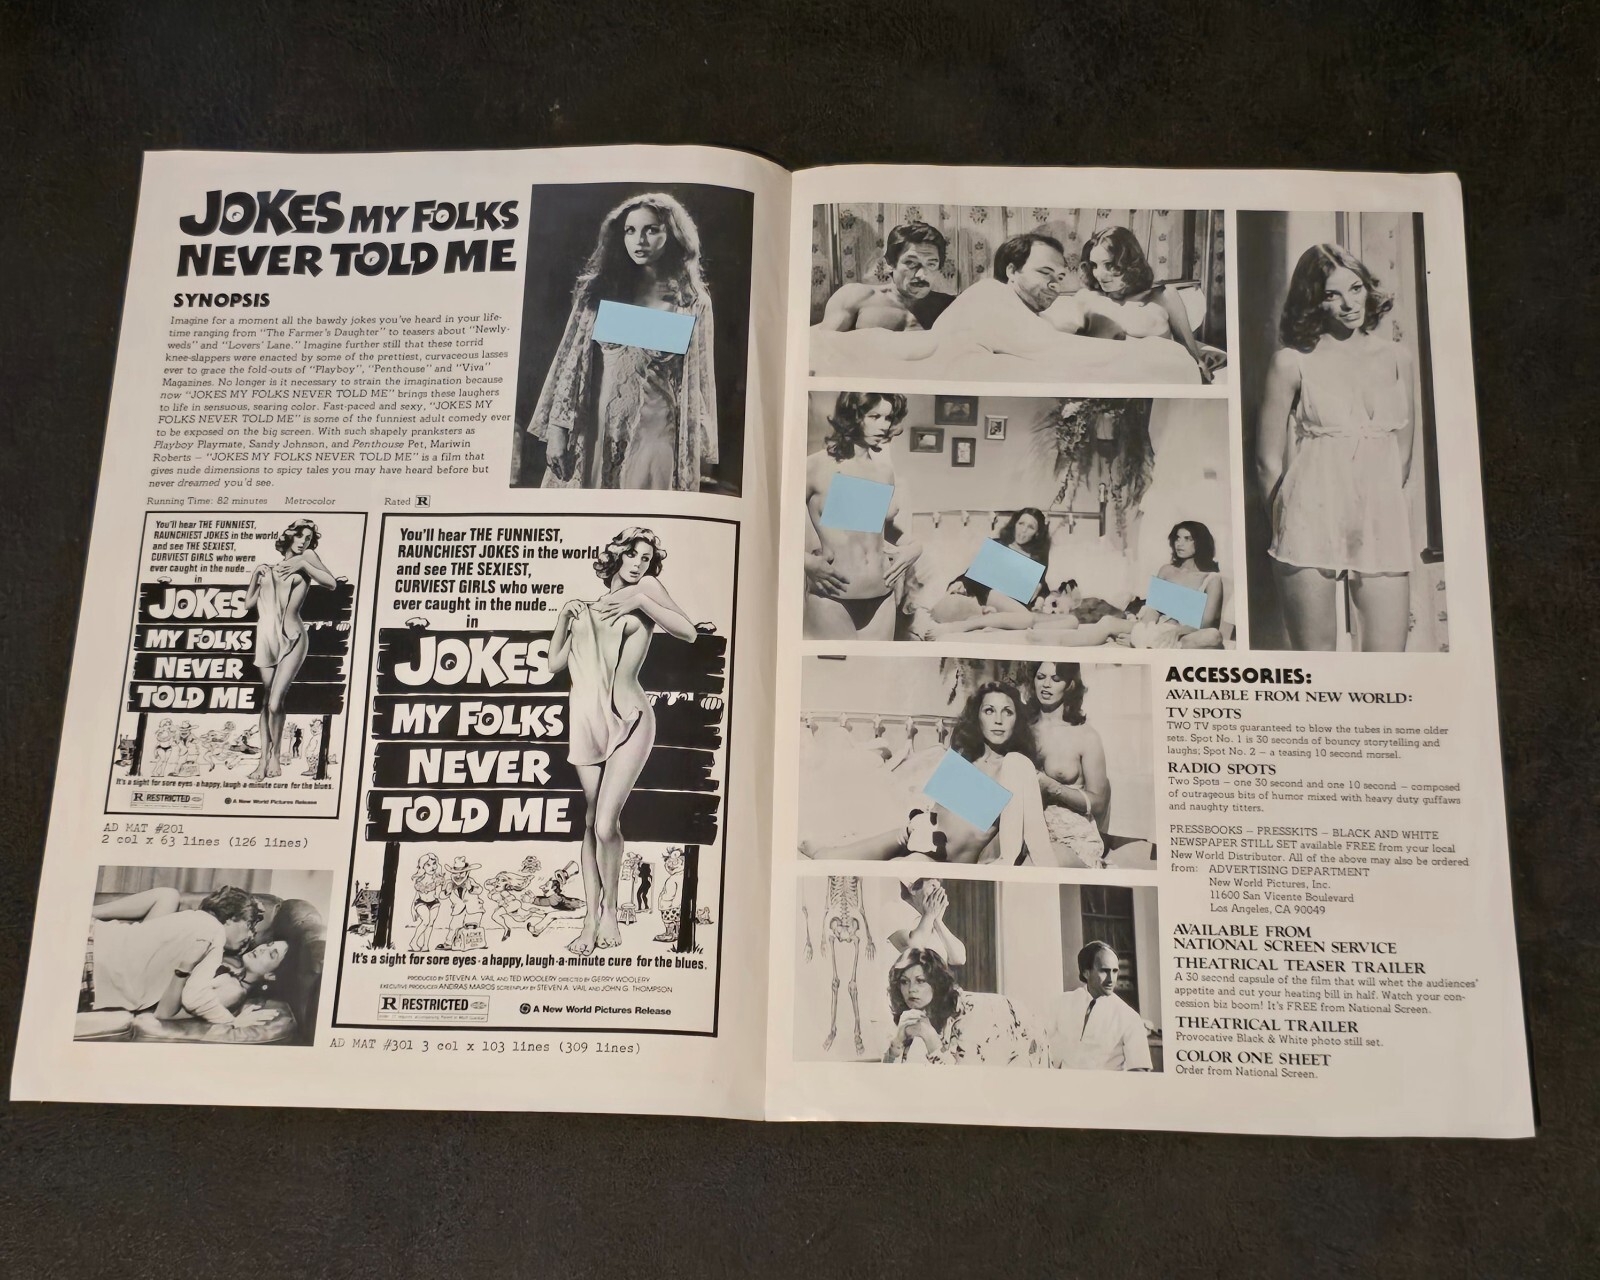 JOKES MY FOLKS
NEVER TOLD ME
SYNOPSIS
Imagine for a moment all the bawdy jokes you've heard in your life-
time ranging from "The Farmer's Daughter" to teasers about "Newly-
weds" and "Lovers' Lane." Imagine further still that these torrid
knee-slappers were enacted by some of the prettiest, curvaceous lasses
ever to grace the fold-outs of "Playboy", "Penthouse" and "Viva"
Magazines. No longer is it necessary to strain the imagination because
now "JOKES MY FOLKS NEVER TOLD ME" brings these laughers
to life in sensuous, searing color. Fast-paced and sexy, "JOKES MY
FOLKS NEVER TOLD ME" is some of the funniest adult comedy ever
to be exposed on the big screen. With such shapely pranksters as
Playboy Playmate, Sandy Johnson, and Penthouse Pet, Mariwin
Roberts — "JOKES MY FOLKS NEVER TOLD ME" is a film that
gives nude dimensions to spicy tales you may have heard before but
never dreamed you'd see.
Running Time: 82 minutes Metrocolor Rated R
You'll hear THE FUNNIEST,
RAUNCHIEST JOKES in the world
and see THE SEXIEST,
CURVIEST GIRLS who were
ever caught in the nude...
in
JOKES
MY FOLKS
NEVER
TOLD ME
It's a sight for sore eyes-a happy, laugh-a-minute cure for the blues.
R RESTRICTED
A New World Pictures Release
AD MAT #201
2 col x 63 lines (126 lines)
You'll hear THE FUNNIEST,
RAUNCHIEST JOKES in the world
and see THE SEXIEST,
CURVIEST GIRLS who were
ever caught in the nude...
in
JOKES
MY FOLKS
NEVER
TOLD ME
ACME
SALES
CO.
It's a sight for sore eyes-a happy, laugh-a-minute cure for the blues.
PRODUCED BY STEVEN A. VAIL AND TED WOOLERY DIRECTED BY GERRY WOOLERY
EXECUTIVE PRODUCER ANDRAS MAROS SCREENPLAY BY STEVEN A. VAIL AND JOHN G. THOMPSON
R RESTRICTED
A New World Pictures Release
AD MAT #301 3 col x 103 lines (309 lines)
ACCESSORIES:
AVAILABLE FROM NEW WORLD:
TV SPOTS
TWO TV spots guaranteed to blow the tubes in some older
sets. Spot No. 1 is 30 seconds of bouncy storytelling and
laughs; Spot No. 2 — a teasing 10 second morsel.
RADIO SPOTS
Two Spots — one 30 second and one 10 second — composed
of outrageous bits of humor mixed with heavy duty guffaws
and naughty titters.
PRESSBOOKS — PRESSKITS — BLACK AND WHITE
NEWSPAPER STILL SET available FREE from your local
New World Distributor. All of the above may also be ordered
from: ADVERTISING DEPARTMENT
New World Pictures, Inc.
11600 San Vicente Boulevard
Los Angeles, CA 90049
AVAILABLE FROM
NATIONAL SCREEN SERVICE
THEATRICAL TEASER TRAILER
A 30 second capsule of the film that will whet the audiences'
appetite and cut your heating bill in half. Watch your con-
cession biz boom! It's FREE from National Screen.
THEATRICAL TRAILER
Provocative Black & White photo still set.
COLOR ONE SHEET
Order from National Screen.